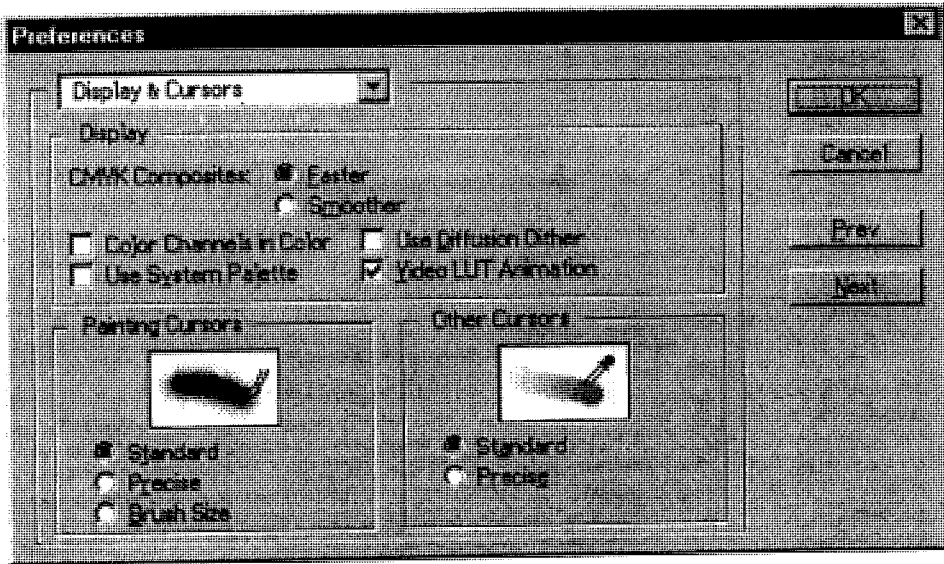 Preferences
Display & Cursors
OK
Display
Cancel
CMYK Composites: Faster
Smoother
Prev
Color Channels in Color Use Diffusion Dither
Use System Palette Video LUT Animation
Next
Painting Cursors
Other Cursors
Standard
Precise
Brush Size
Standard
Precise